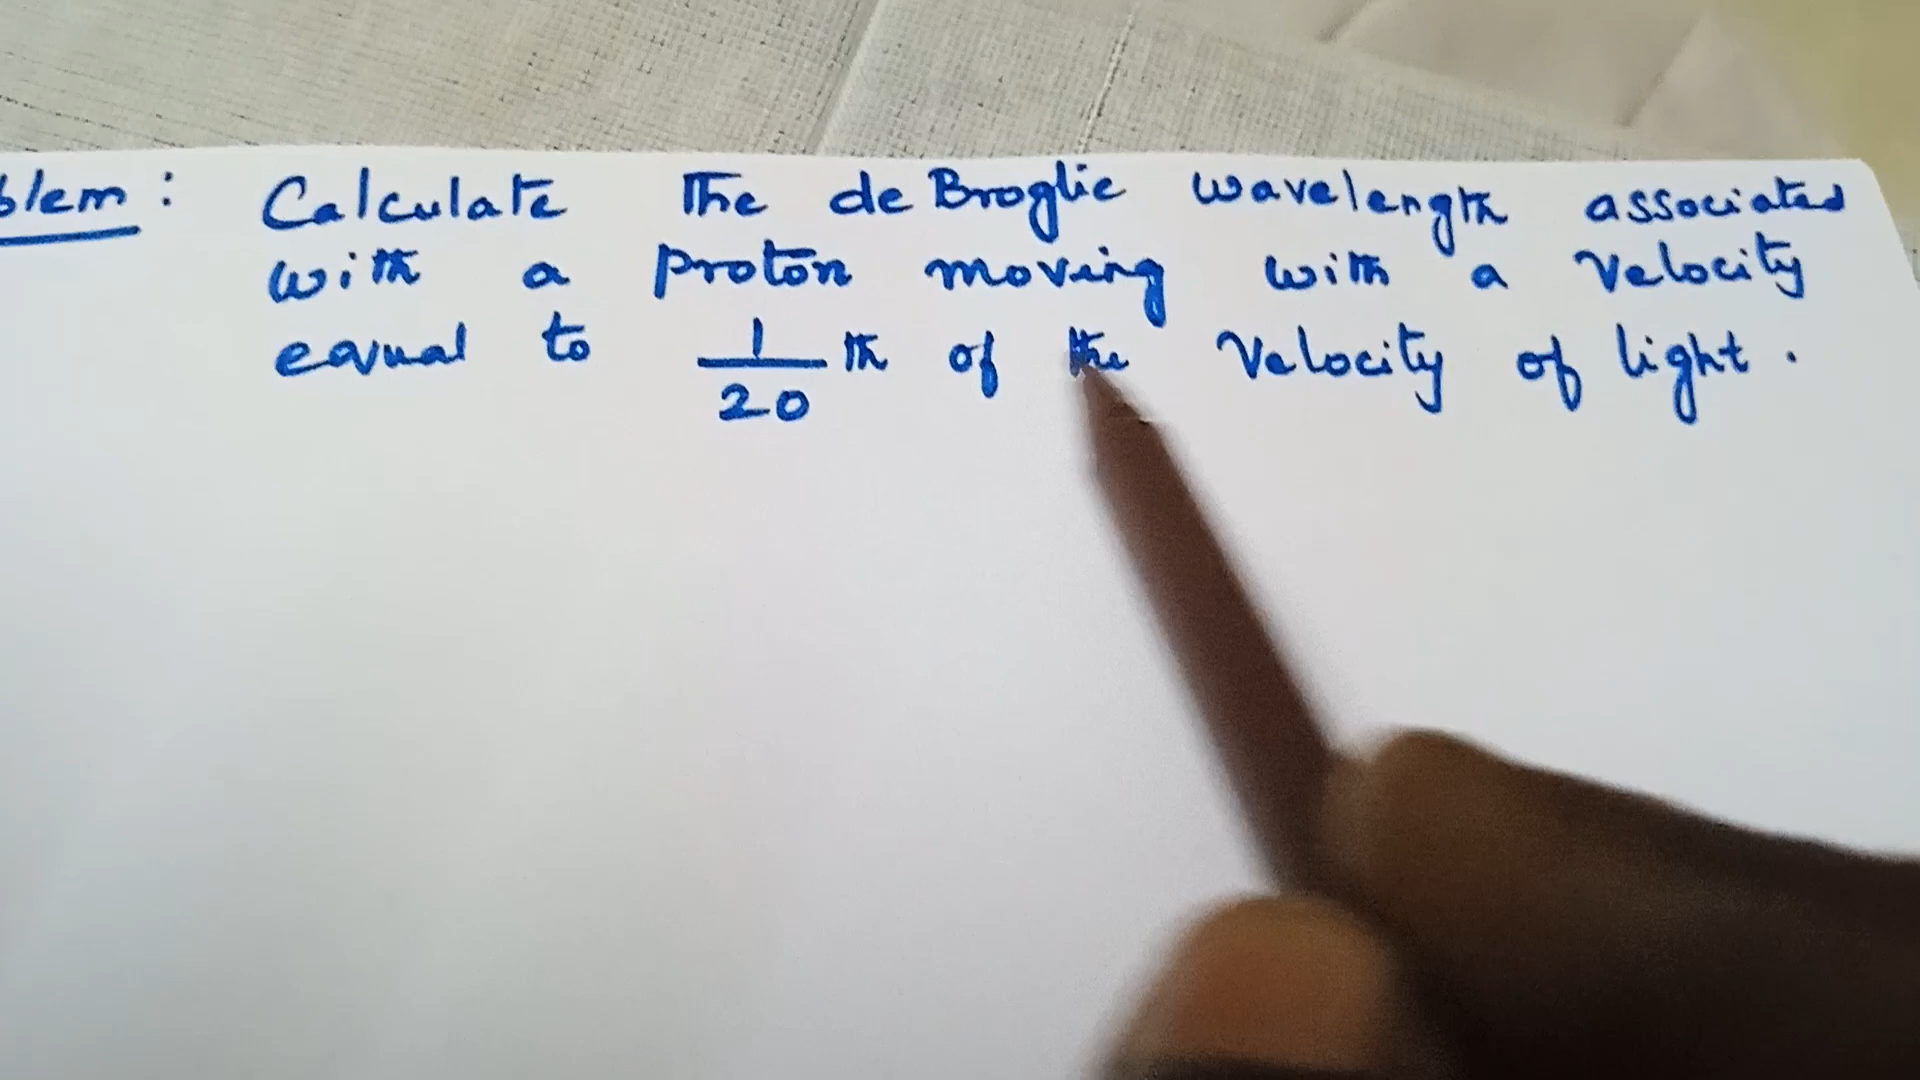 blem : Calculate the de Broglie wavelength associated
with a proton moving with a velocity
equal to 1/20 th of the velocity of light.